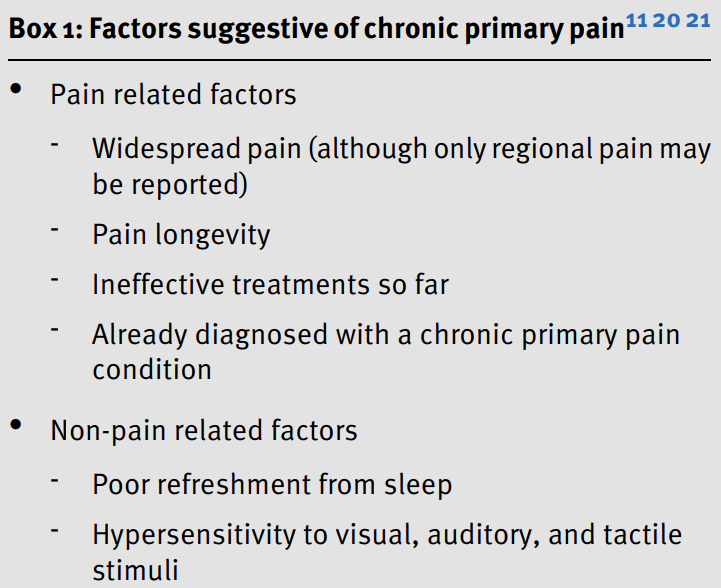 Box 1: Factors suggestive of chronic primary pain11 20 21
• Pain related factors
- Widespread pain (although only regional pain may
be reported)
- Pain longevity
- Ineffective treatments so far
- Already diagnosed with a chronic primary pain
condition
• Non-pain related factors
- Poor refreshment from sleep
- Hypersensitivity to visual, auditory, and tactile
stimuli